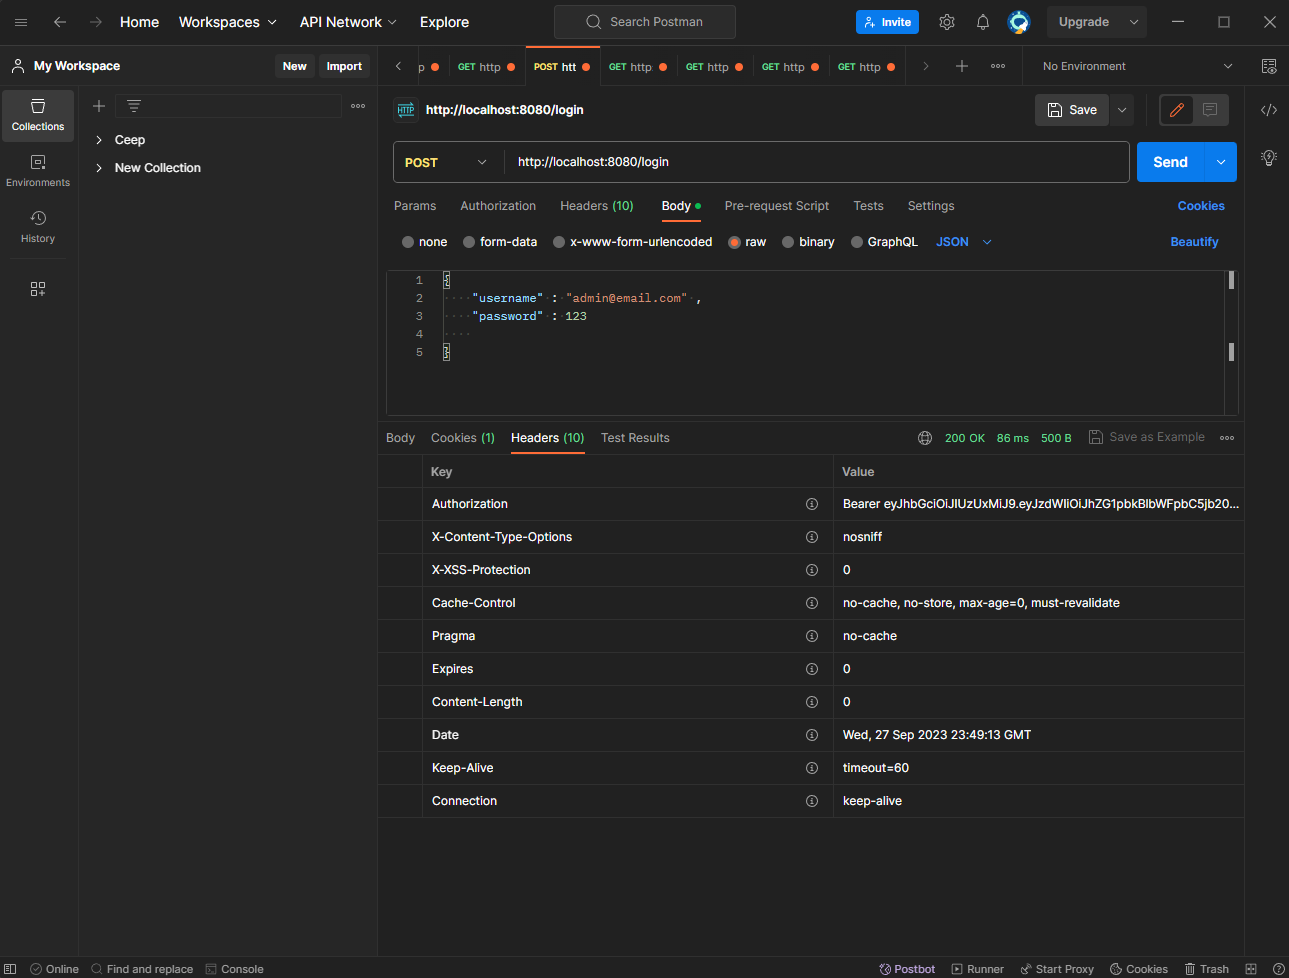 Home Workspaces API Network Explore Search Postman Invite Upgrade
My Workspace New Import
p GET http POST htt GET http GET http GET http GET http No Environment
Collections
Environments
History
Ceep
New Collection
HTTP http://localhost:8080/login Save
POST http://localhost:8080/login Send
Params Authorization Headers (10) Body Pre-request Script Tests Settings Cookies
none form-data x-www-form-urlencoded raw binary GraphQL JSON Beautify
1 {
2 "username" : "admin@email.com" ,
3 "password" : 123
4
5 }
Body Cookies (1) Headers (10) Test Results 200 OK 86 ms 500 B Save as Example
Key Value
Authorization Bearer eyJhbGciOiJIUzUxMiJ9.eyJzdWIiOiJhZG1pbkBlbWFpbC5jb20...
X-Content-Type-Options nosniff
X-XSS-Protection 0
Cache-Control no-cache, no-store, max-age=0, must-revalidate
Pragma no-cache
Expires 0
Content-Length 0
Date Wed, 27 Sep 2023 23:49:13 GMT
Keep-Alive timeout=60
Connection keep-alive
Online Find and replace Console Postbot Runner Start Proxy Cookies Trash